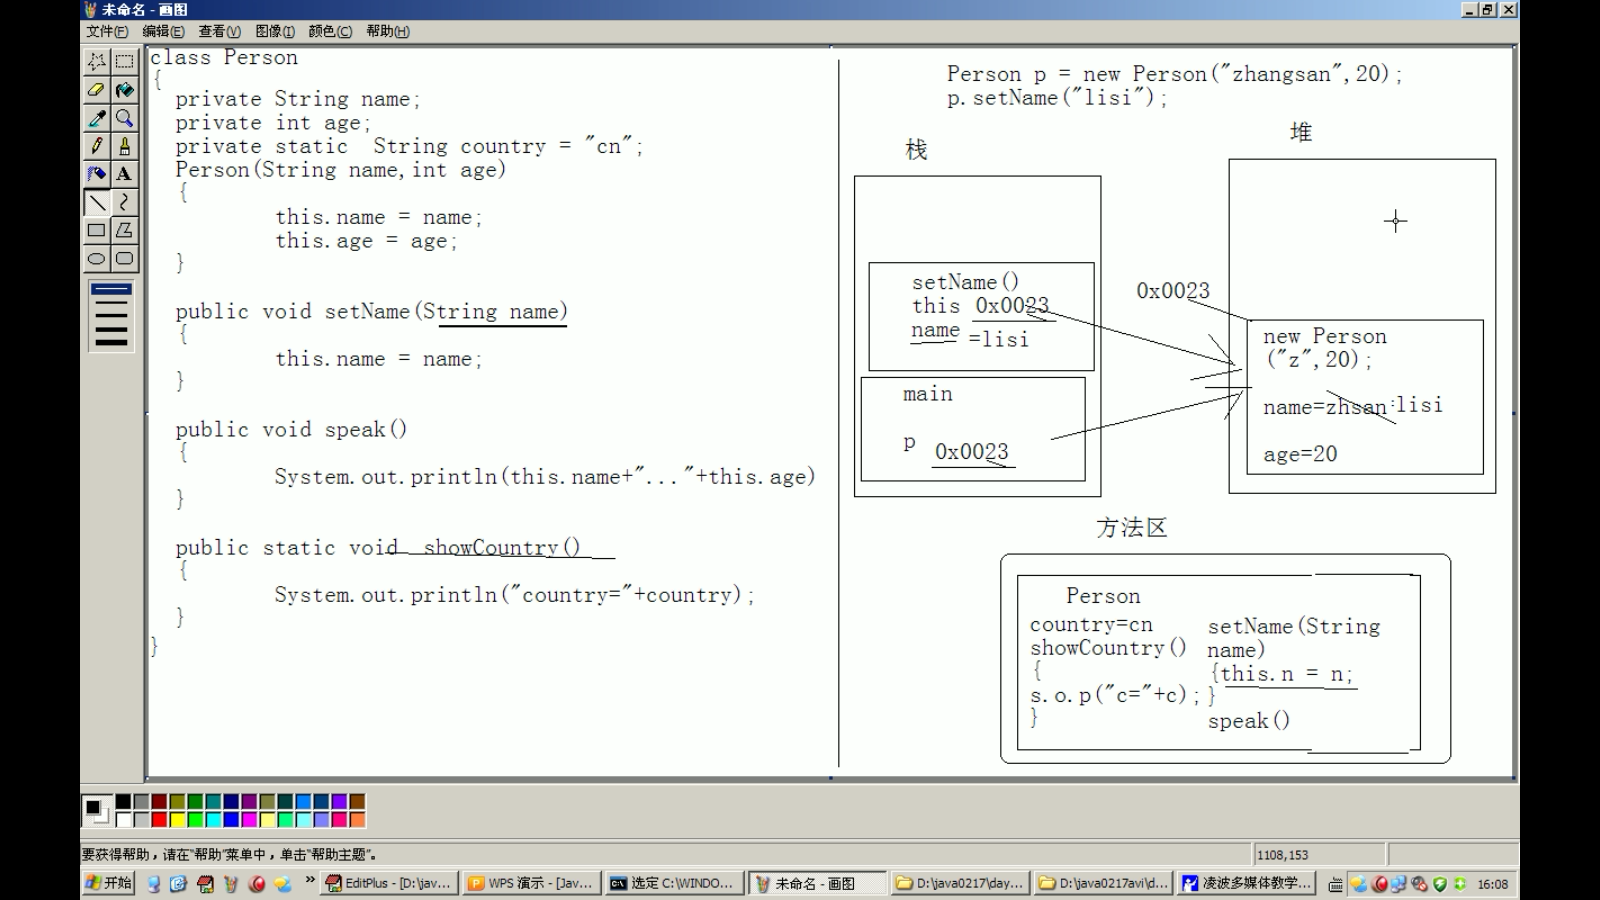 未命名 - 画图
文件(F) 编辑(E) 查看(V) 图像(I) 颜色(C) 帮助(H)
class Person
{
private String name;
private int age;
private static  String country = "cn";
Person(String name,int age)
{
this.name = name;
this.age = age;
}
public void setName(String name)
{
this.name = name;
}
public void speak()
{
System.out.println(this.name+"..."+this.age)
}
public static void  showCountry()
{
System.out.println("country="+country);
}
}
Person p = new Person("zhangsan",20);
p.setName("lisi");
栈
setName()
this 0x0023
name =lisi
main
p 0x0023
堆
0x0023
new Person
("z",20);
name=zhsan:lisi
age=20
方法区
Person
country=cn
showCountry()
{
s.o.p("c="+c);
}
setName(String
name)
{this.n = n;
}
speak()
要获得帮助，请在“帮助”菜单中，单击“帮助主题”。
1108,153
开始 » EditPlus - [D:\jav... WPS 演示 - [Jav... 选定 C:\WINDO... 未命名 - 画图 D:\java0217\day... D:\java0217avi\d... 凌波多媒体教学... 16:08